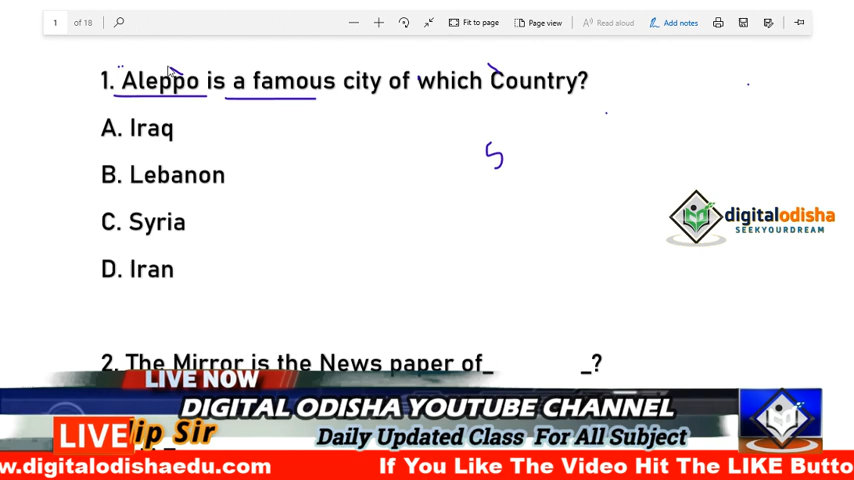 1 of 18 Fit to page Page view Read aloud Add notes
1. Aleppo is a famous city of which Country?
A. Iraq
B. Lebanon
C. Syria
D. Iran
S
digitalodisha
SEEKYOURDREAM
2. The Mirror is the News paper of_ _?
LIVE NOW
DIGITAL ODISHA YOUTUBE CHANNEL
LIVE lip Sir Daily Updated Class For All Subject
w.digitalodishaedu.com If You Like The Video Hit The LIKE Butto